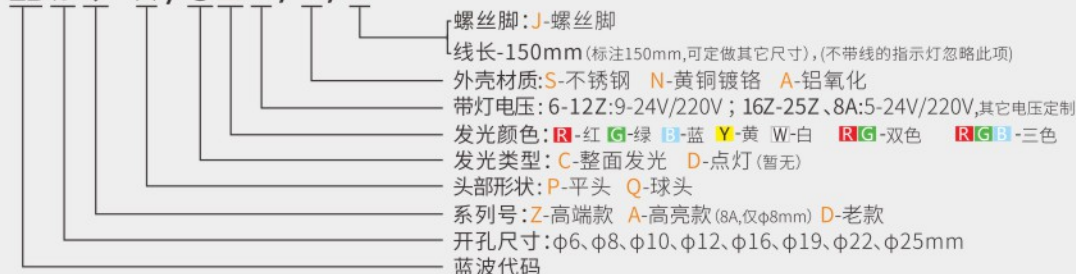 螺丝脚：J-螺丝脚
线长-150mm(标注150mm,可定做其它尺寸),(不带线的指示灯忽略此项)
外壳材质:S-不锈钢 N-黄铜镀铬 A-铝氧化
带灯电压：6-12Z:9-24V/220V；16Z-25Z、8A:5-24V/220V,其它电压定制
发光颜色：R-红 G-绿 B-蓝 Y-黄 W-白 RG-双色 RGB-三色
发光类型：C-整面发光 D-点灯(暂无)
头部形状：P-平头 Q-球头
系列号：Z-高端款 A-高亮款(8A,仅φ8mm) D-老款
开孔尺寸：φ6、φ8、φ10、φ12、φ16、φ19、φ22、φ25mm
蓝波代码